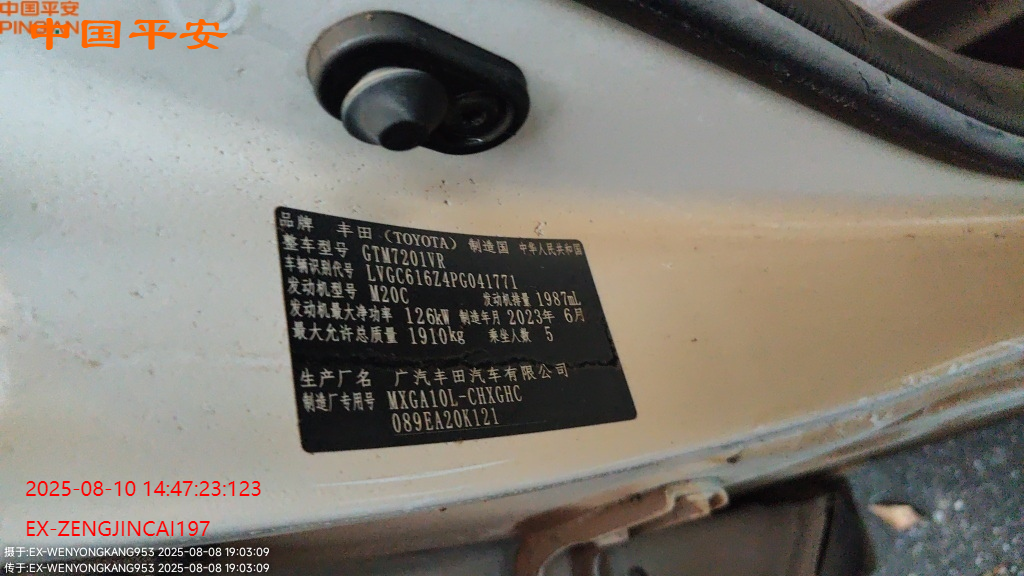 中国平安
PINGAN
中国平安
品牌 丰田（TOYOTA） 制造国 中华人民共和国
整车型号 GTM7201VR
车辆识别代号 LVGC616Z4PG041771
发动机型号 M20C 发动机排量 1987mL
发动机最大净功率 126kW 制造年月 2023年 6月
最大允许总质量 1910kg 乘坐人数 5
生产厂名 广汽丰田汽车有限公司
制造厂专用号 MXGA10L-CHXGHC
089EA20K121
2025-08-10 14:47:23:123
EX-ZENGJINCAI197
摄于:EX-WENYONGKANG953 2025-08-08 19:03:09
传于:EX-WENYONGKANG953 2025-08-08 19:03:09